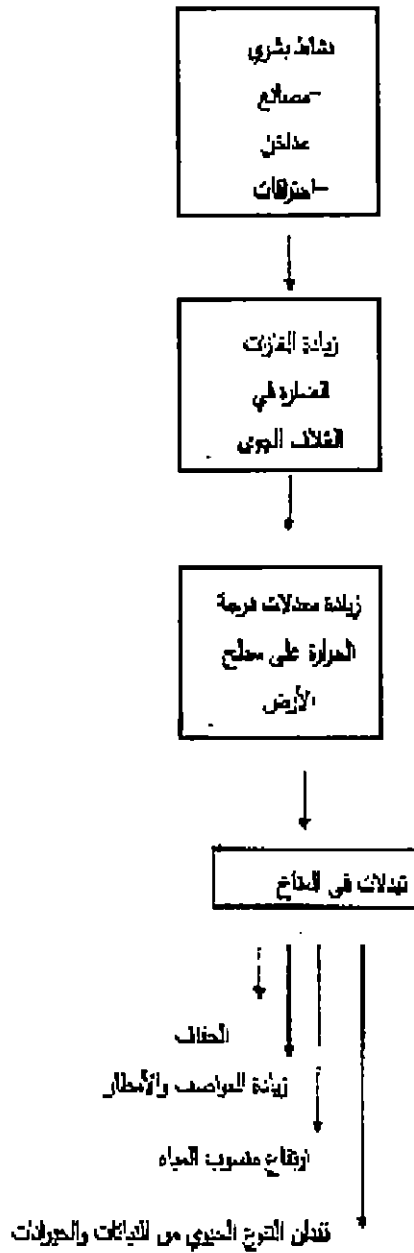 نشاط بشري
-مصانع
مداخن
-احتراقات
زيادة الغازات
الضارة في
الغلاف الجوي
زيادة معدلات درجة
الحرارة على سطح
الأرض
تبدلات في المناخ
الجفاف
زيادة العواصف والأمطار
ارتفاع منسوب المياه
فقدان التنوع الحيوي من النباتات والحيوانات